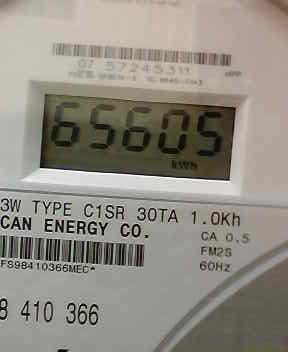 07 57245311
65605
kWh
3W TYPE C1SR 30TA 1.0Kh
CAN ENERGY CO.
CA 0.5
FM2S
60HZ
FS98410366MEC*
8 410 366